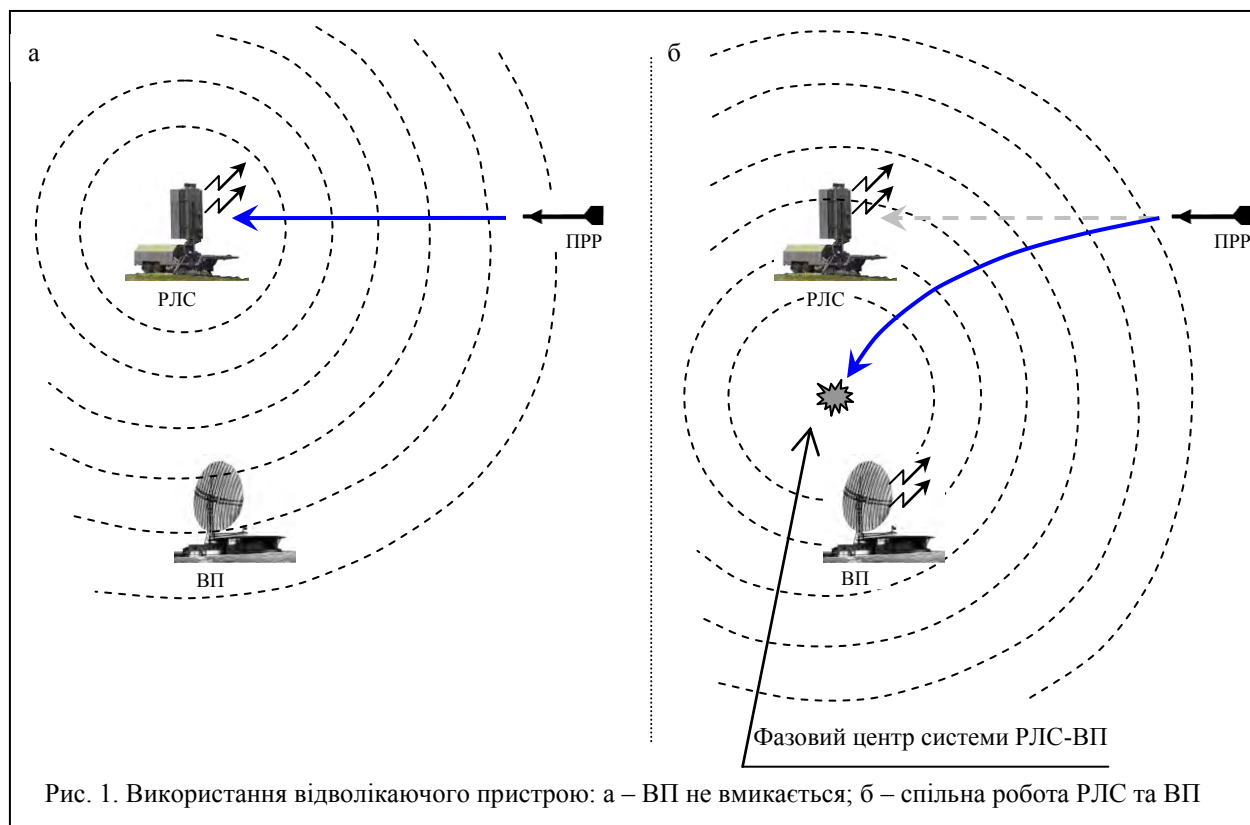 а
ПРР
РЛС
ВП
б
ПРР
РЛС
ВП
Фазовий центр системи РЛС-ВП
Рис. 1. Використання відволікаючого пристрою: а – ВП не вмикається; б – спільна робота РЛС та ВП